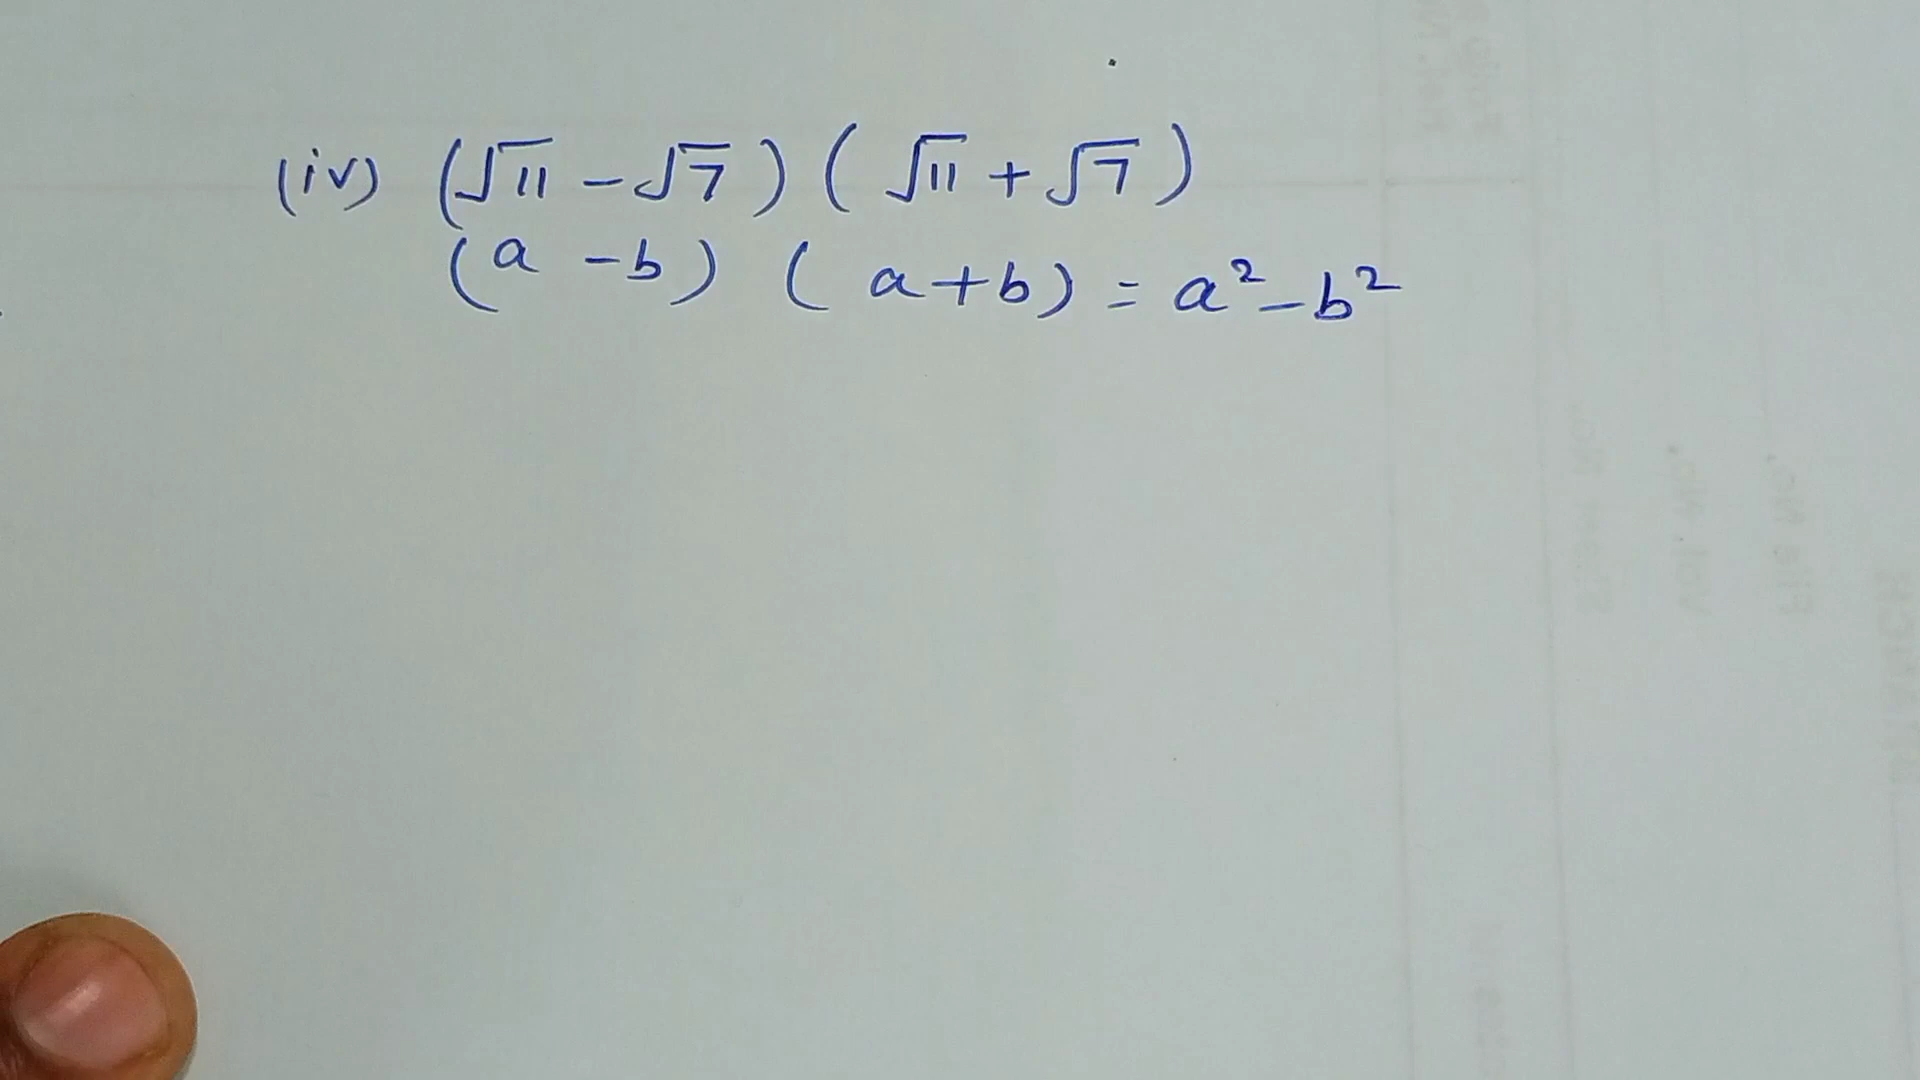 (iv) (√11 - √7) (√11 + √7)
(a - b) (a + b) = a² - b²